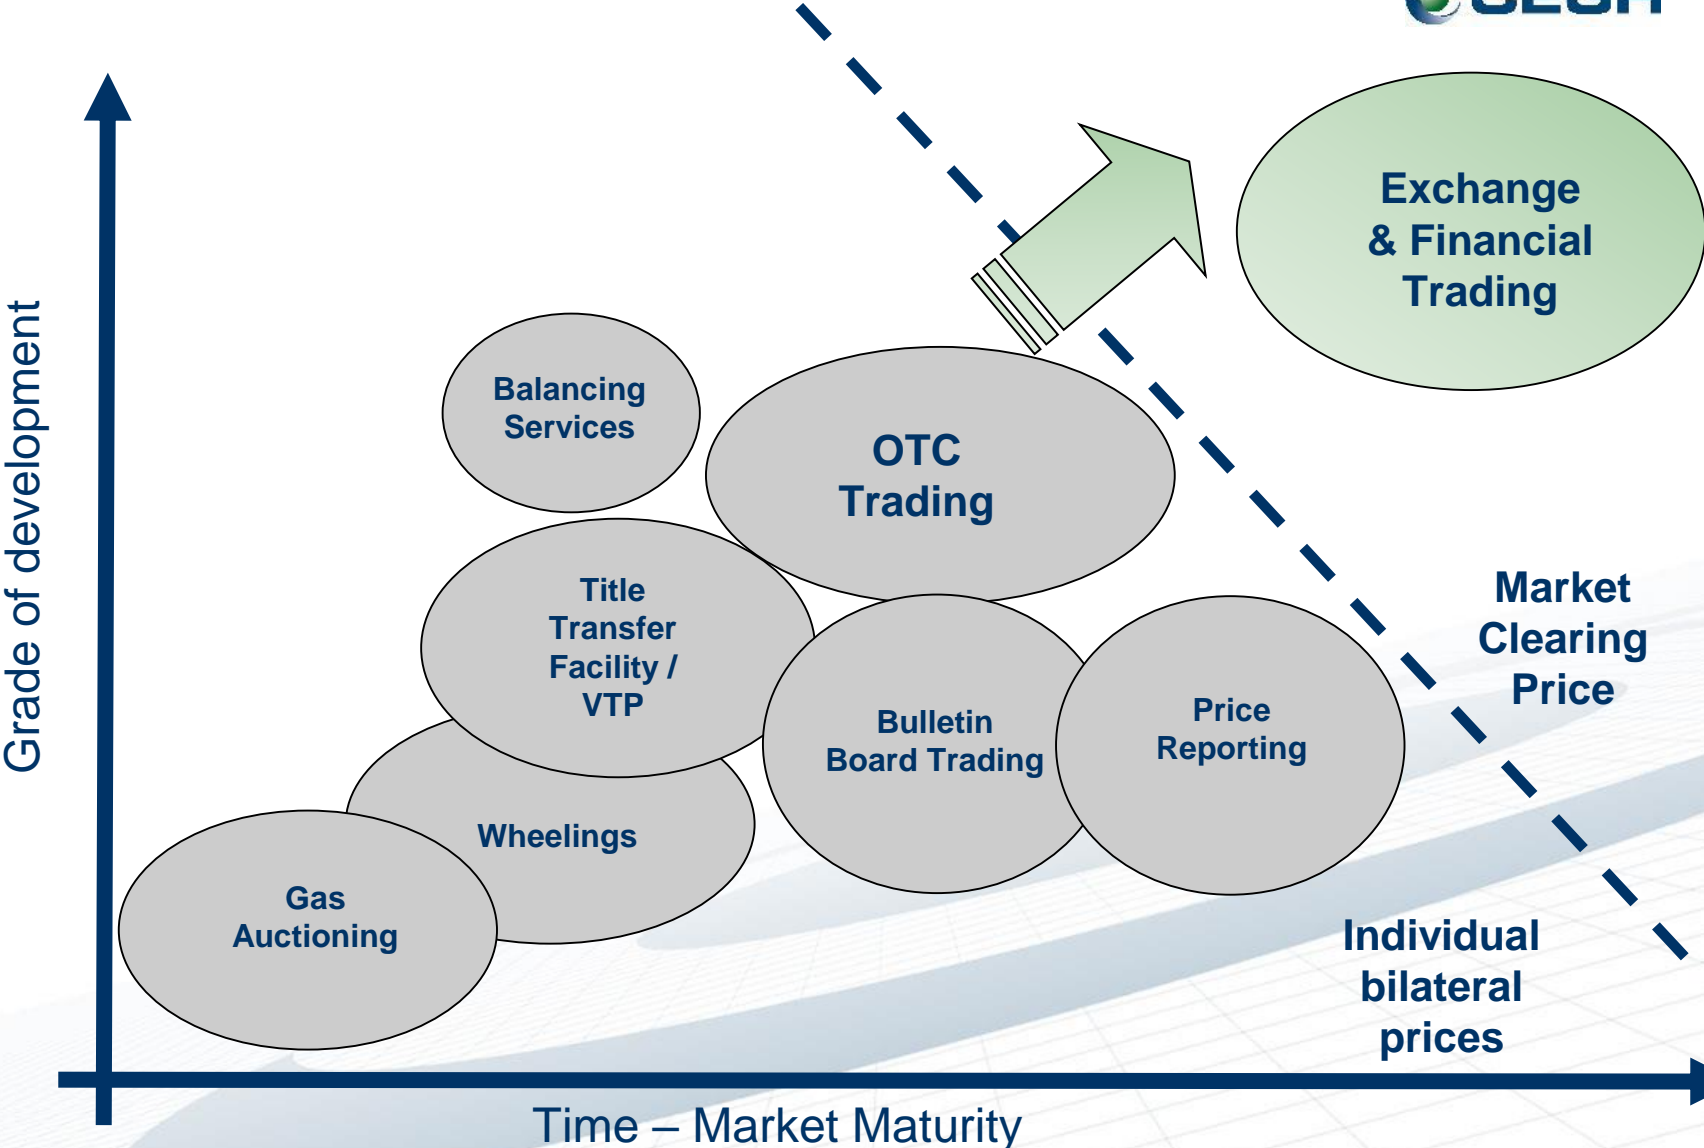 Exchange
& Financial
Trading
Grade of development
Balancing
Services
OTC
Trading
Title
Transfer
Facility /
VTP
Market
Clearing
Price
Bulletin
Board Trading
Price
Reporting
Wheelings
Gas
Auctioning
Individual
bilateral
prices
Time – Market Maturity